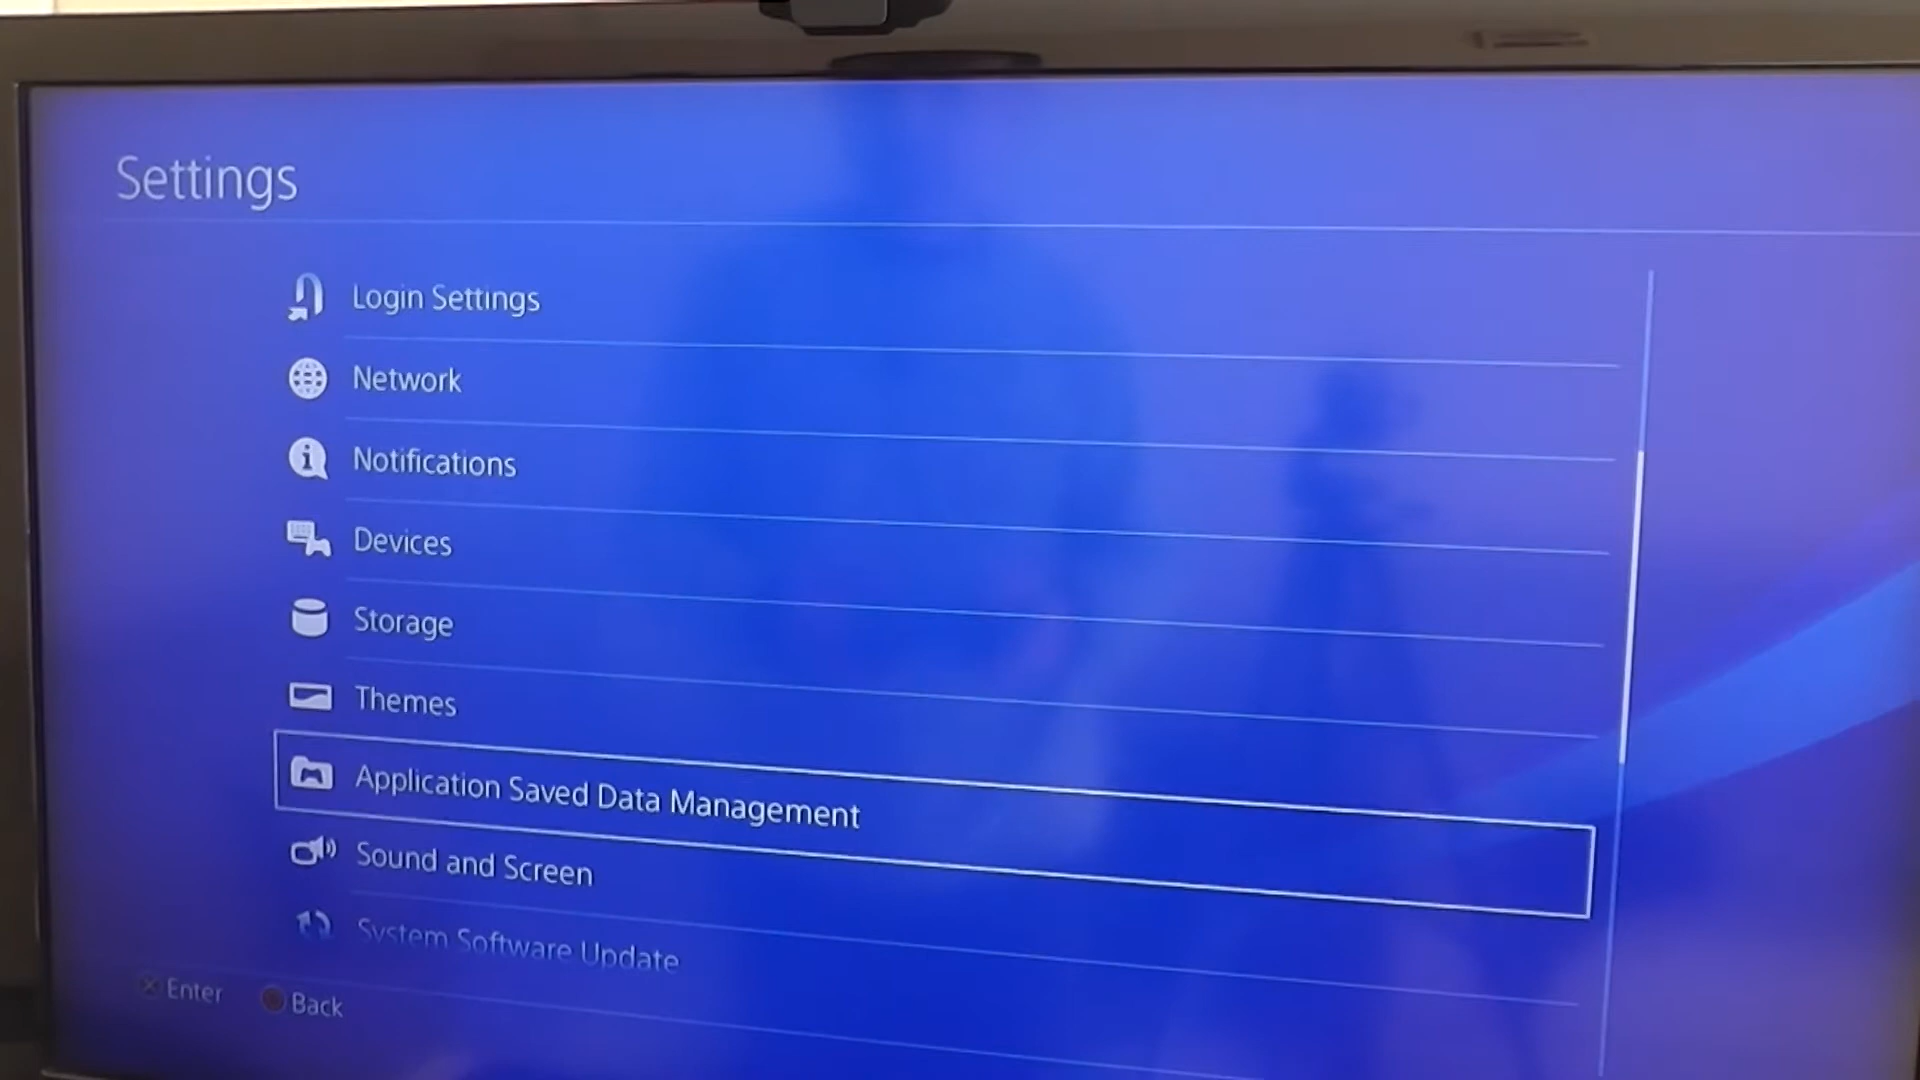 Settings
Login Settings
Network
Notifications
Devices
Storage
Themes
Application Saved Data Management
Sound and Screen
System Software Update
Enter
Back